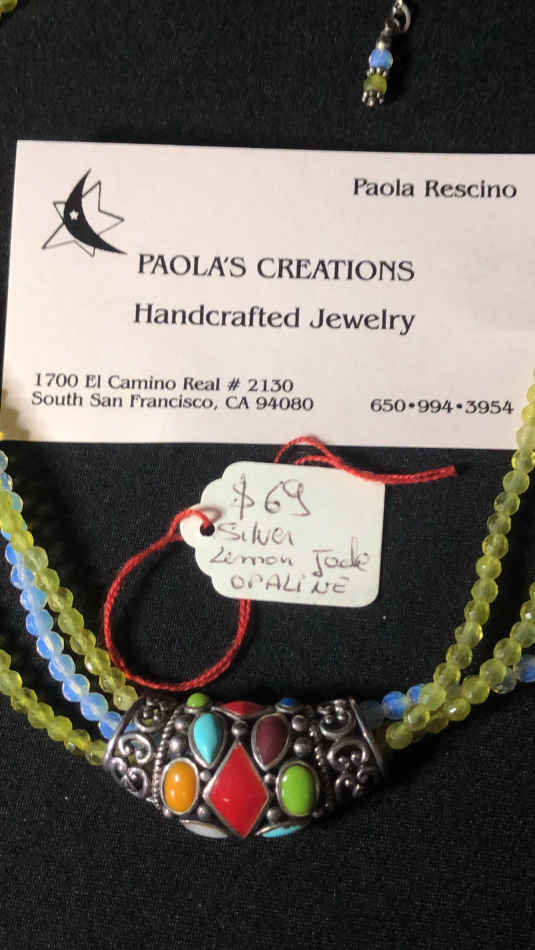 Paola Rescino
PAOLA'S CREATIONS
Handcrafted Jewelry
1700 El Camino Real # 2130
South San Francisco, CA 94080
650•994•3954
$69
Silver
Limon Jade
OPALINE